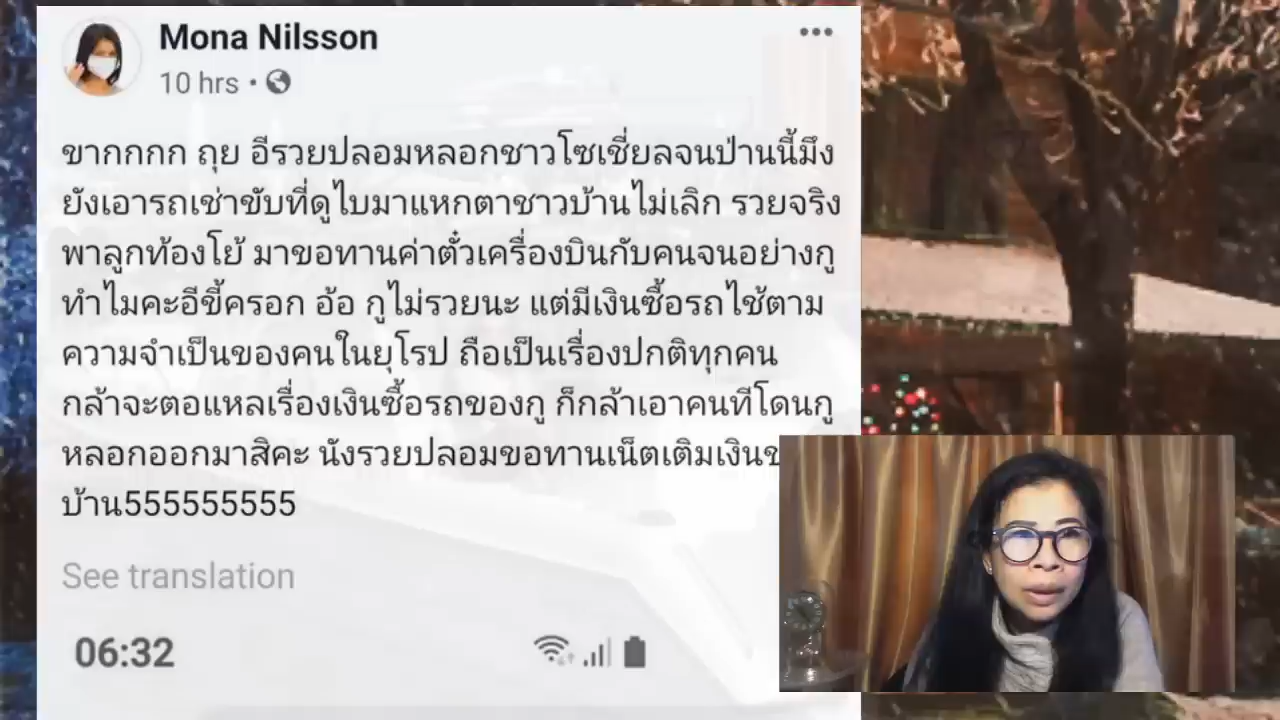 Mona Nilsson
10 hrs
ขากกกก ถุย อีรวยปลอมหลอกชาวโซเชี่ยลจนป่านนี้มึง
ยังเอารถเช่าขับที่ดูไบมาแหกตาชาวบ้านไม่เลิก รวยจริง
พาลูกท้องโย้ มาขอทานค่าตั๋วเครื่องบินกับคนจนอย่างกู
ทำไมคะอีขี้ครอก อ้อ กูไม่รวยนะ แต่มีเงินซื้อรถไช้ตาม
ความจำเป็นของคนในยุโรป ถือเป็นเรื่องปกติทุกคน
กล้าจะตอแหลเรื่องเงินซื้อรถของกู ก็กล้าเอาคนทีโดนกู
หลอกออกมาสิคะ นังรวยปลอมขอทานเน็ตเติมเงิน
บ้าน555555555
See translation
06:32